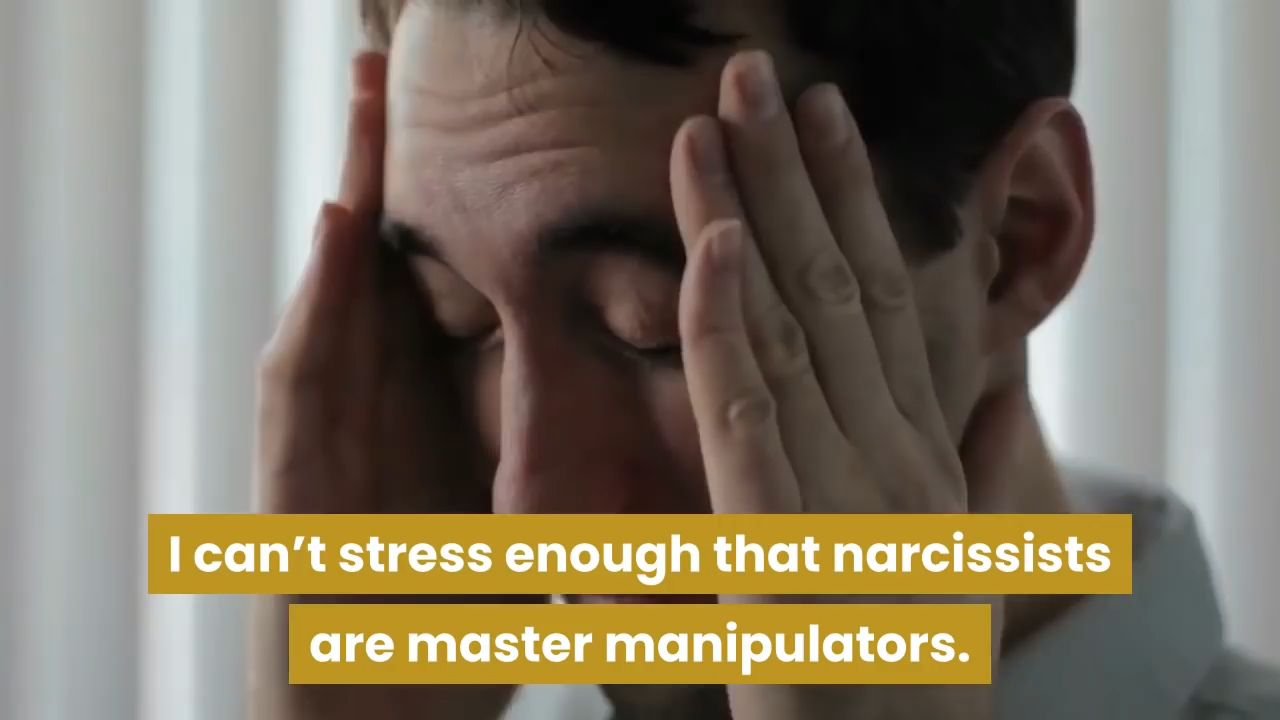 I can’t stress enough that narcissists
are master manipulators.